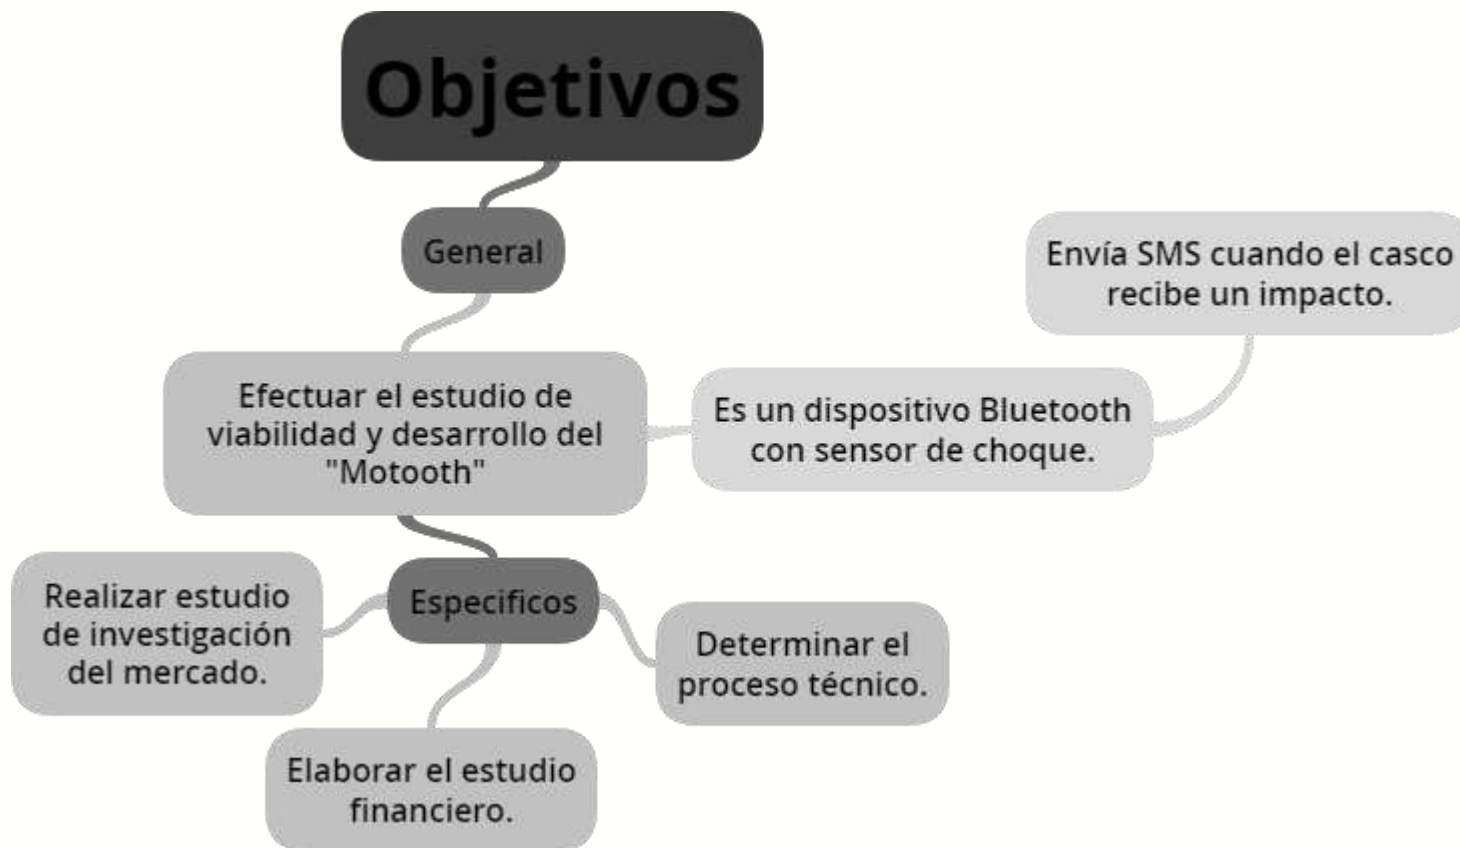 Objetivos
General
Envía SMS cuando el casco
recibe un impacto.
Efectuar el estudio de
viabilidad y desarrollo del
"Motooth"
Es un dispositivo Bluetooth
con sensor de choque.
Especificos
Realizar estudio
de investigación
del mercado.
Determinar el
proceso técnico.
Elaborar el estudio
financiero.